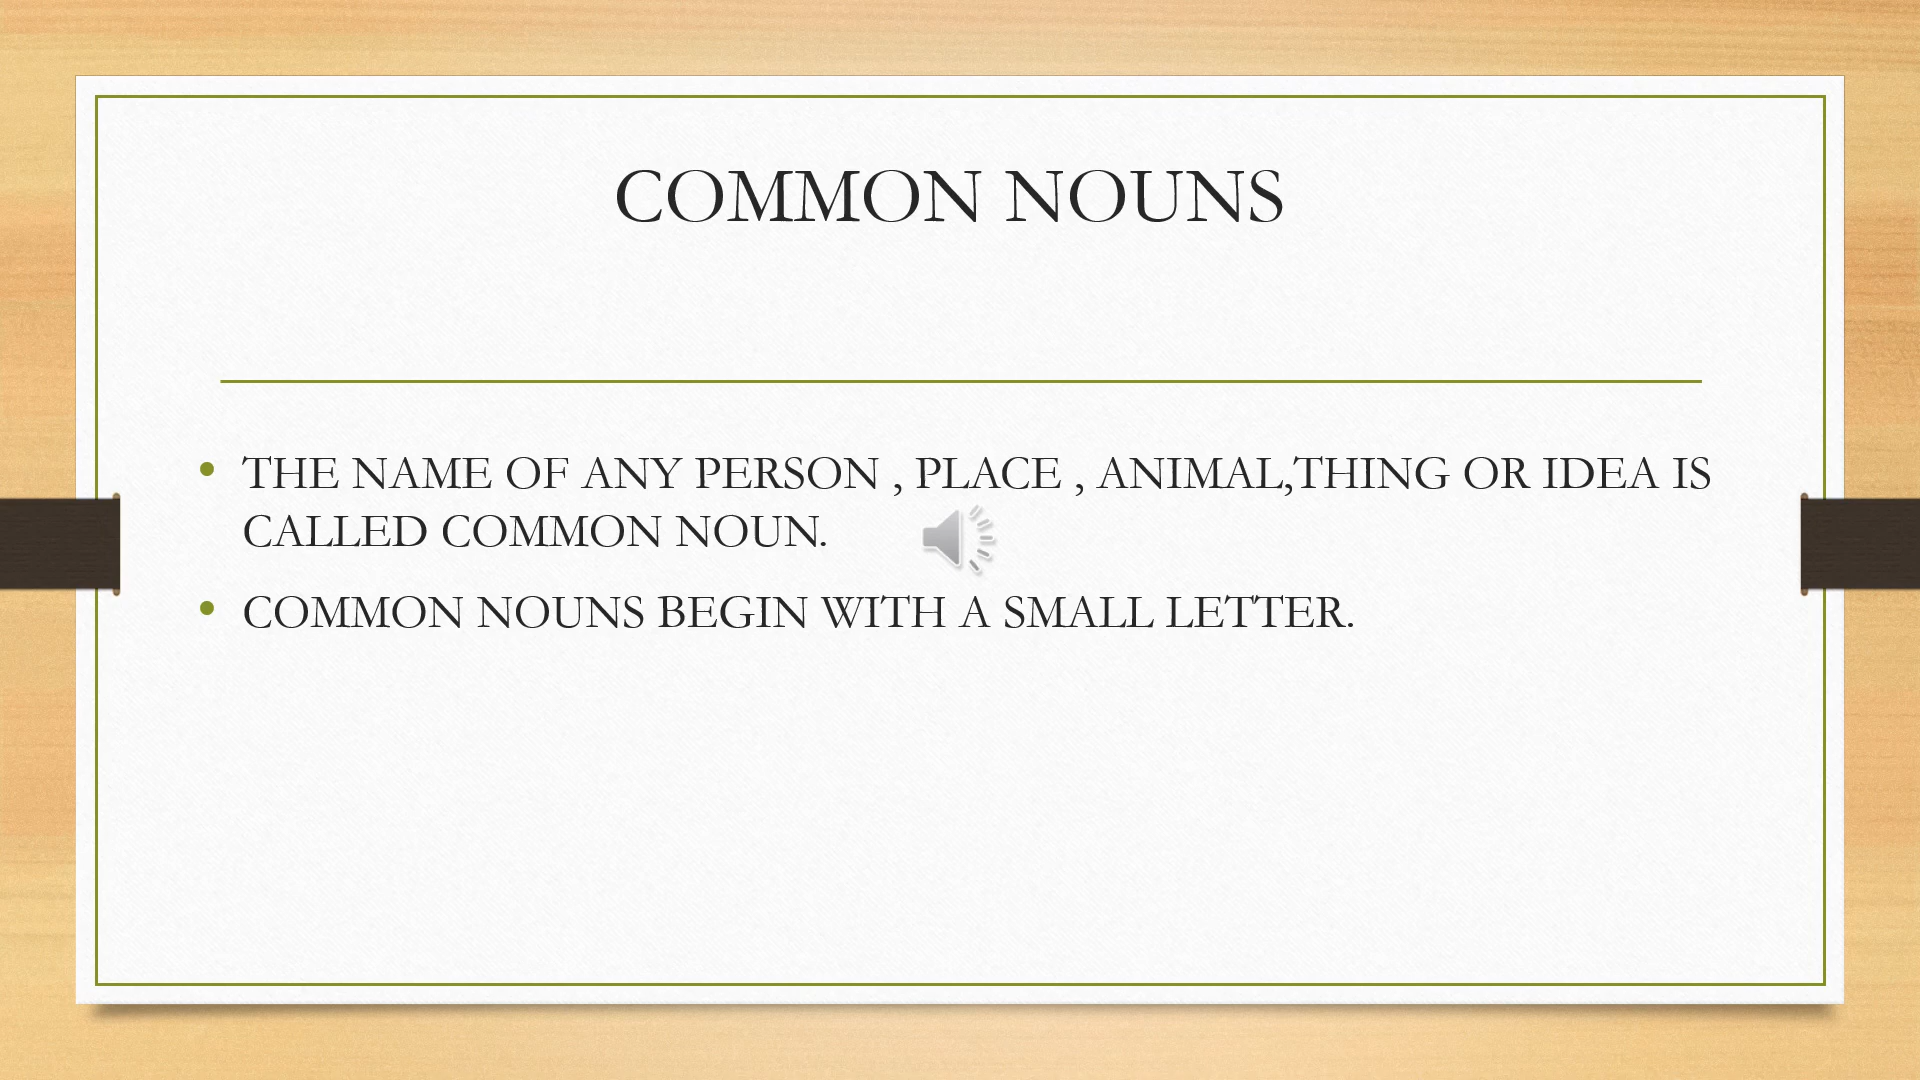 COMMON NOUNS
• THE NAME OF ANY PERSON , PLACE , ANIMAL,THING OR IDEA IS
CALLED COMMON NOUN.
• COMMON NOUNS BEGIN WITH A SMALL LETTER.